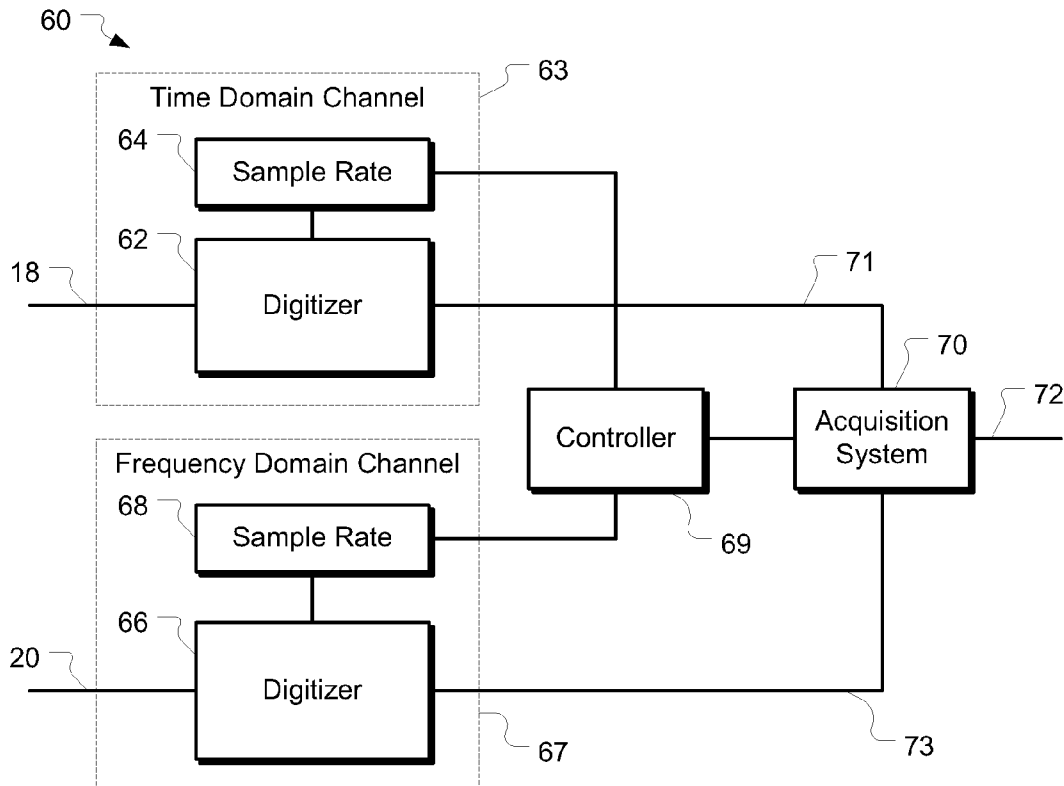 60
63
Time Domain Channel
64
Sample Rate
62
18
Digitizer
71
70
72
Controller
Acquisition
System
Frequency Domain Channel
68
Sample Rate
69
66
20
Digitizer
73
67